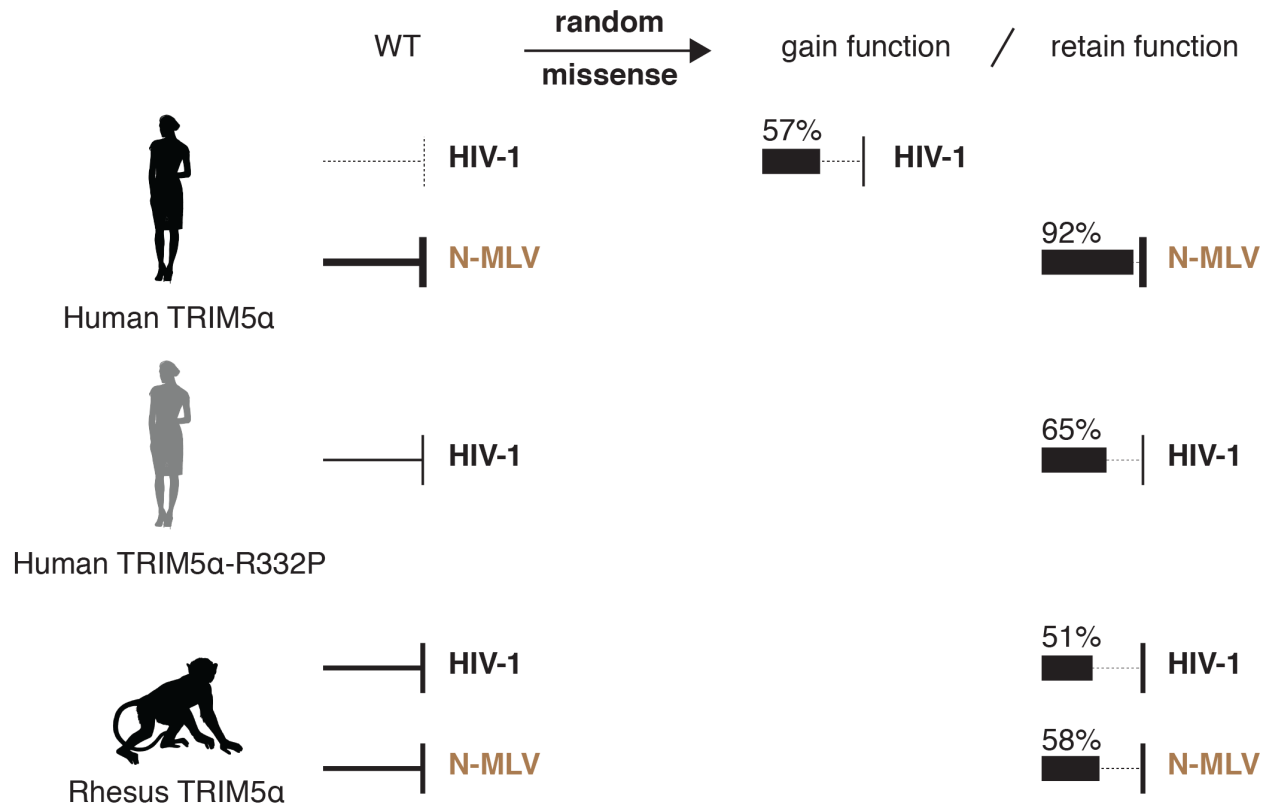 WT random missense gain function / retain function
57%
HIV-1 HIV-1
92%
N-MLV N-MLV
Human TRIM5α
65%
HIV-1 HIV-1
Human TRIM5α-R332P
51%
HIV-1 HIV-1
58%
N-MLV N-MLV
Rhesus TRIM5α